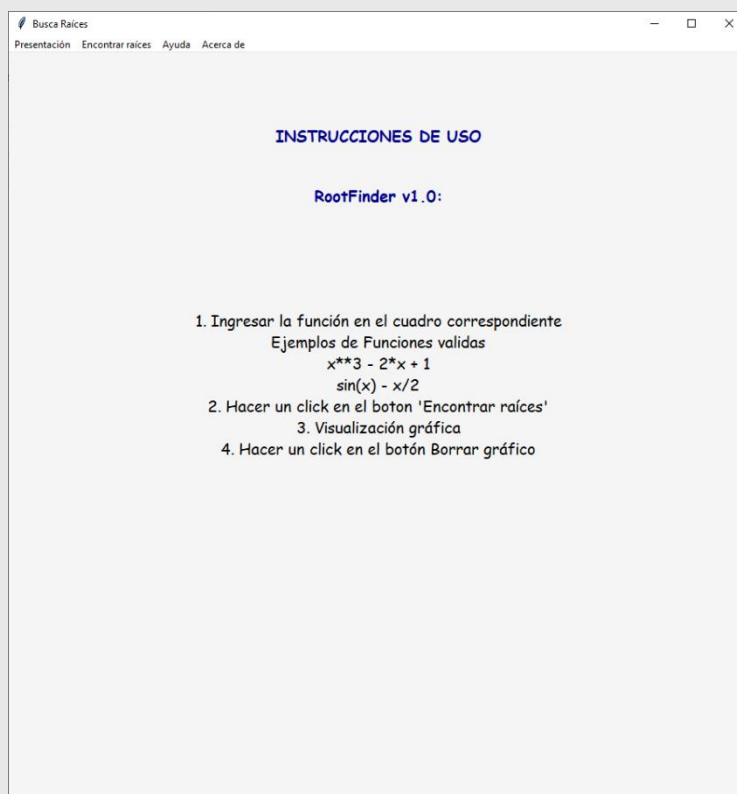 Busca Raíces
Presentación Encontrar raíces Ayuda Acerca de
INSTRUCCIONES DE USO
RootFinder v1.0:
1. Ingresar la función en el cuadro correspondiente
Ejemplos de Funciones validas
x**3 - 2*x + 1
sin(x) - x/2
2. Hacer un click en el boton 'Encontrar raíces'
3. Visualización gráfica
4. Hacer un click en el botón Borrar gráfico